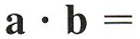 a · b =